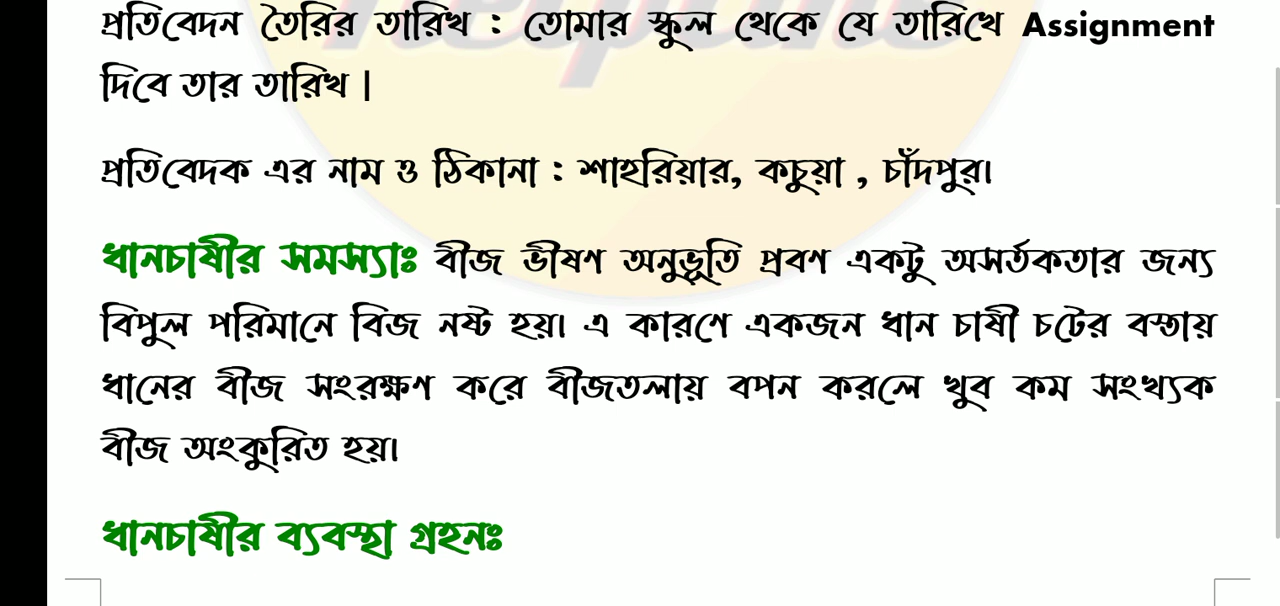 প্রতিবেদন তৈরির তারিখ : তোমার স্কুল থেকে যে তারিখে Assignment
দিবে তার তারিখ |
প্রতিবেদক এর নাম ও ঠিকানা : শাহরিয়ার, কচুয়া , চাঁদপুর।
ধানচাষীর সমস্যাঃ বীজ ভীষণ অনুভূতি প্রবণ একটু অসর্তকতার জন্য
বিপুল পরিমানে বিজ নষ্ট হয়। এ কারণে একজন ধান চাষী চটের বস্তায়
ধানের বীজ সংরক্ষণ করে বীজতলায় বপন করলে খুব কম সংখ্যক
বীজ অংকুরিত হয়।
ধানচাষীর ব্যবস্থা গ্রহনঃ